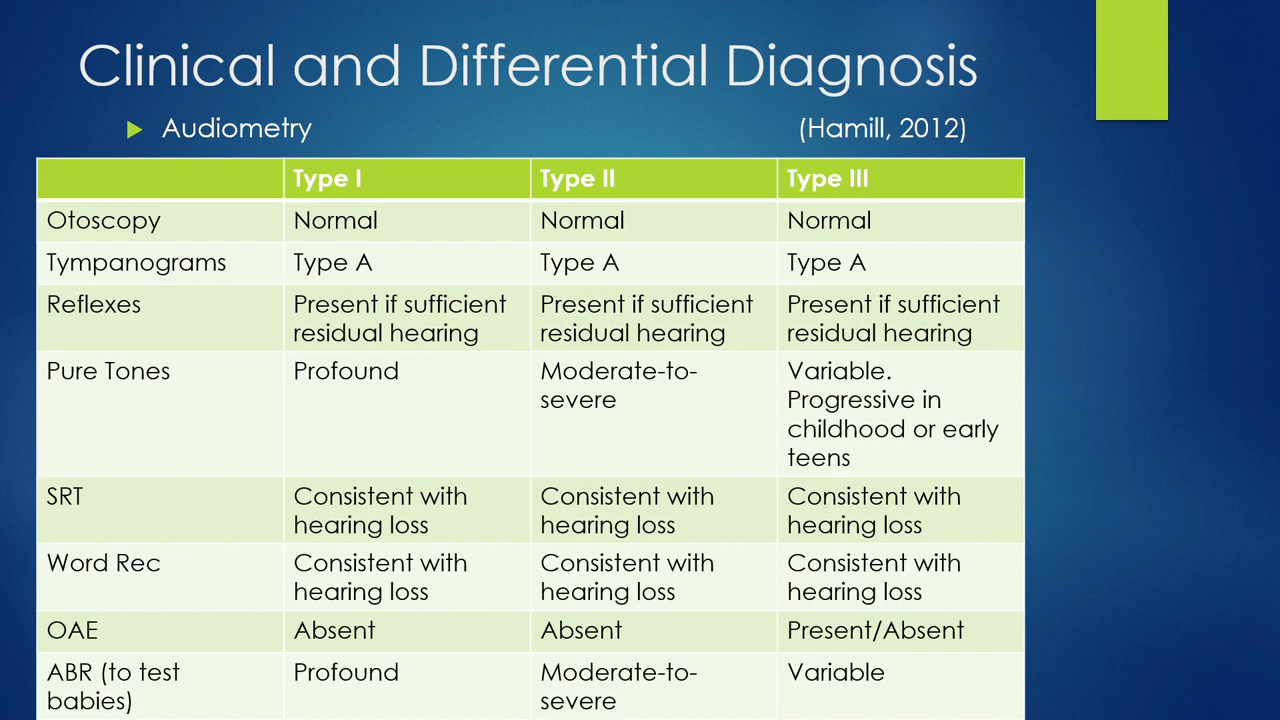 Clinical and Differential Diagnosis
Audiometry (Hamill, 2012)
Type I Type II Type III
Otoscopy Normal Normal Normal
Tympanograms Type A Type A Type A
Reflexes Present if sufficient Present if sufficient Present if sufficient
residual hearing residual hearing residual hearing
Pure Tones Profound Moderate-to- Variable.
severe Progressive in
childhood or early
teens
SRT Consistent with Consistent with Consistent with
hearing loss hearing loss hearing loss
Word Rec Consistent with Consistent with Consistent with
hearing loss hearing loss hearing loss
OAE Absent Absent Present/Absent
ABR (to test Profound Moderate-to- Variable
babies) severe